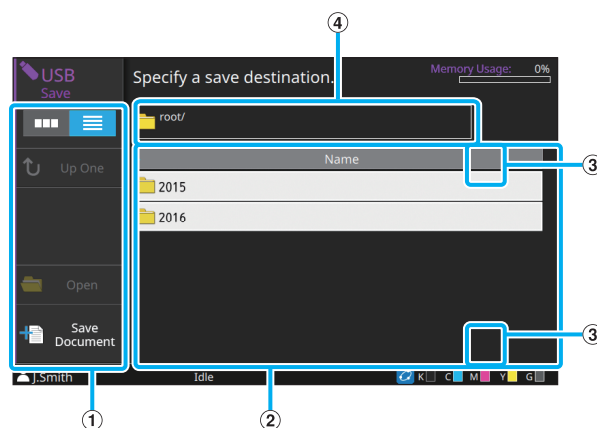 ④
USB
Save
Specify a save destination.
Memory Usage: 0%
root/
Name
③
Up One
2015
2016
Open
Save
Document
③
J.Smith
Idle
K C M Y G
①
②